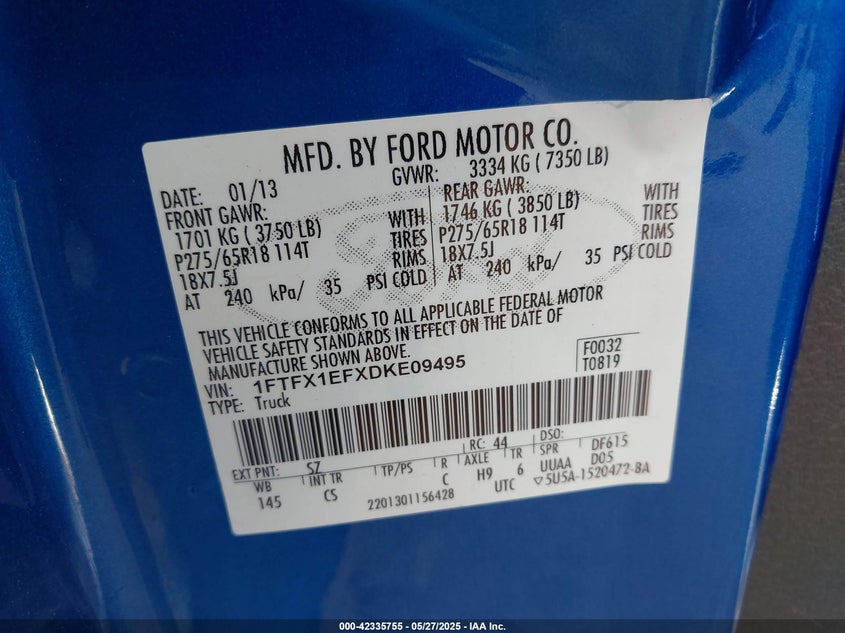 MFD. BY FORD MOTOR CO.
DATE: 01/13 GVWR: 3334 KG ( 7350 LB)
FRONT GAWR: REAR GAWR:
1701 KG ( 3750 LB) WITH 1746 KG ( 3850 LB) WITH
P275/65R18 114T TIRES P275/65R18 114T TIRES
18X7.5J RIMS 18X7.5J RIMS
AT 240 kPa/ 35 PSI COLD AT 240 kPa/ 35 PSI COLD
THIS VEHICLE CONFORMS TO ALL APPLICABLE FEDERAL MOTOR
VEHICLE SAFETY STANDARDS IN EFFECT ON THE DATE OF
MANUFACTURE SHOWN ABOVE.
VIN: 1FTFX1EFXDKE09495 F0032
TYPE: Truck T0819
EXT PNT: SZ RC: 44 DSO:
WB INT TR TP/PS R AXLE TR SPR DF615
145 CS C H9 6 UUAA D05
2201301156428 UTC ▽5U5A-1520472-BA
000-42335755 - 05/27/2025 - IAA Inc.